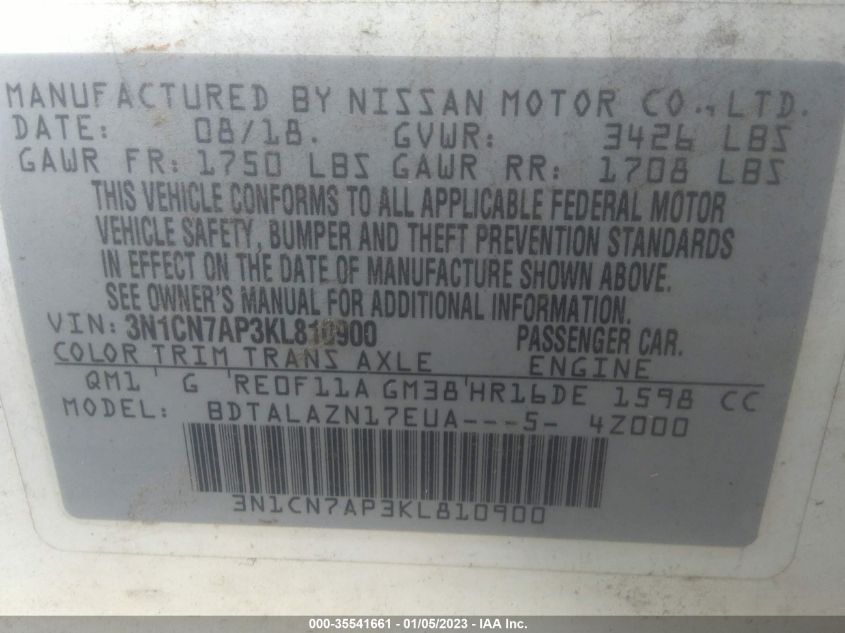 MANUFACTURED BY NISSAN MOTOR CO., LTD.
DATE: 08/18. GVWR: 3426 LBS
GAWR FR: 1750 LBS GAWR RR: 1708 LBS
THIS VEHICLE CONFORMS TO ALL APPLICABLE FEDERAL MOTOR
VEHICLE SAFETY, BUMPER AND THEFT PREVENTION STANDARDS
IN EFFECT ON THE DATE OF MANUFACTURE SHOWN ABOVE.
SEE OWNER'S MANUAL FOR ADDITIONAL INFORMATION.
VIN: 3N1CN7AP3KL810900 PASSENGER CAR.
COLOR TRIM TRANS AXLE ENGINE
QM1 ' G 'RE0F11A GM38'HR16DE 1598 CC
MODEL: BDTALAZN17EUA---5- 4Z000
3N1CN7AP3KL810900
000-35541661 - 01/05/2023 - IAA Inc.